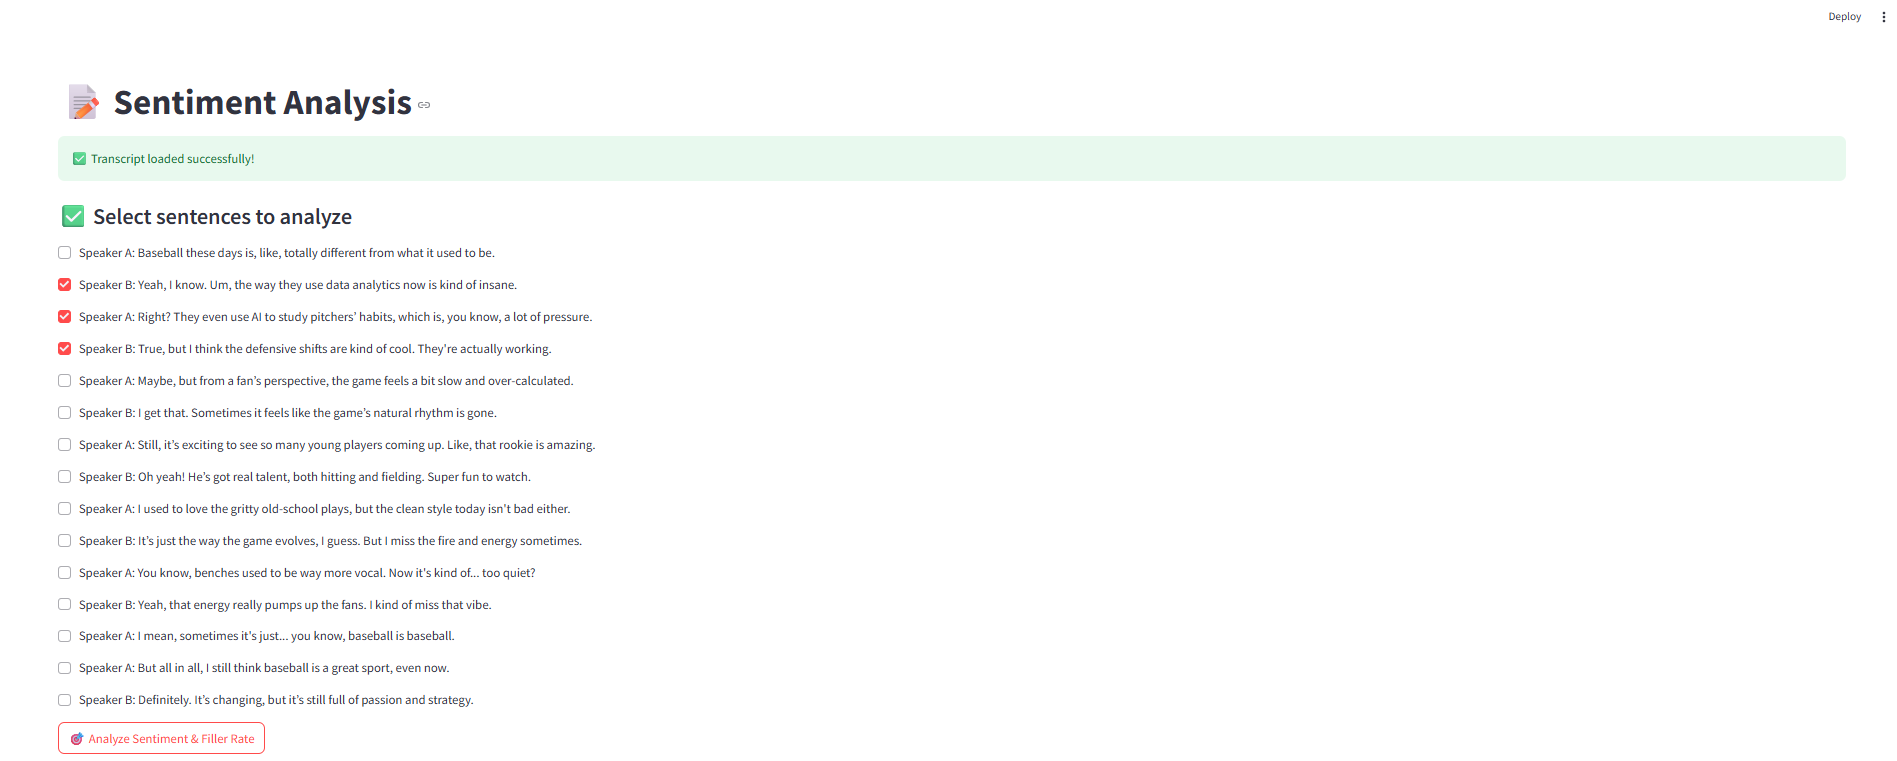 Deploy
Sentiment Analysis
Transcript loaded successfully!
Select sentences to analyze
Speaker A: Baseball these days is, like, totally different from what it used to be.
Speaker B: Yeah, I know. Um, the way they use data analytics now is kind of insane.
Speaker A: Right? They even use AI to study pitchers’ habits, which is, you know, a lot of pressure.
Speaker B: True, but I think the defensive shifts are kind of cool. They're actually working.
Speaker A: Maybe, but from a fan’s perspective, the game feels a bit slow and over-calculated.
Speaker B: I get that. Sometimes it feels like the game’s natural rhythm is gone.
Speaker A: Still, it’s exciting to see so many young players coming up. Like, that rookie is amazing.
Speaker B: Oh yeah! He’s got real talent, both hitting and fielding. Super fun to watch.
Speaker A: I used to love the gritty old-school plays, but the clean style today isn't bad either.
Speaker B: It’s just the way the game evolves, I guess. But I miss the fire and energy sometimes.
Speaker A: You know, benches used to be way more vocal. Now it's kind of... too quiet?
Speaker B: Yeah, that energy really pumps up the fans. I kind of miss that vibe.
Speaker A: I mean, sometimes it's just... you know, baseball is baseball.
Speaker A: But all in all, I still think baseball is a great sport, even now.
Speaker B: Definitely. It’s changing, but it’s still full of passion and strategy.
Analyze Sentiment & Filler Rate